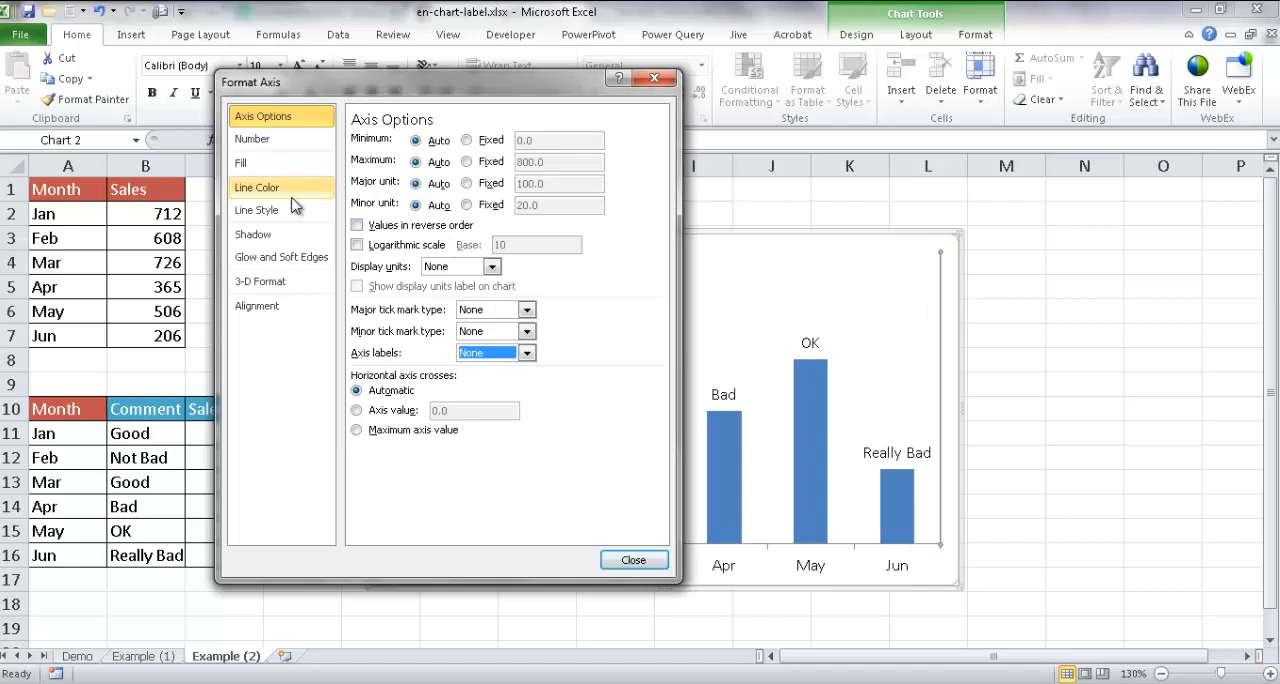 en-chart-label.xlsx - Microsoft Excel
Chart Tools
File Home Insert Page Layout Formulas Data Review View Developer PowerPivot Power Query Jive Acrobat Design Layout Format
Cut
Copy
Format Painter
Paste
Clipboard
Calibri (Body) 10
B I U
Wrap Text
General
Conditional Formatting
Format as Table
Cell Styles
Styles
Insert Delete Format
Cells
AutoSum
Fill
Clear
Sort & Filter
Find & Select
Editing
Share This File
WebEx
WebEx
Chart 2
A B I J K L M N O P
1 Month Sales
2 Jan 712
3 Feb 608
4 Mar 726
5 Apr 365
6 May 506
7 Jun 206
8
9
10 Month Comment
11 Jan Good
12 Feb Not Bad
13 Mar Good
14 Apr Bad
15 May OK
16 Jun Really Bad
17
18
19
Format Axis
Axis Options
Number
Fill
Line Color
Line Style
Shadow
Glow and Soft Edges
3-D Format
Alignment
Axis Options
Minimum: Auto Fixed 0.0
Maximum: Auto Fixed 800.0
Major unit: Auto Fixed 100.0
Minor unit: Auto Fixed 20.0
Values in reverse order
Logarithmic scale Base: 10
Display units: None
Show display units label on chart
Major tick mark type: None
Minor tick mark type: None
Axis labels: None
Horizontal axis crosses:
Automatic
Axis value: 0.0
Maximum axis value
Close
OK
Bad
Really Bad
Apr May Jun
Demo Example (1) Example (2)
Ready
130%